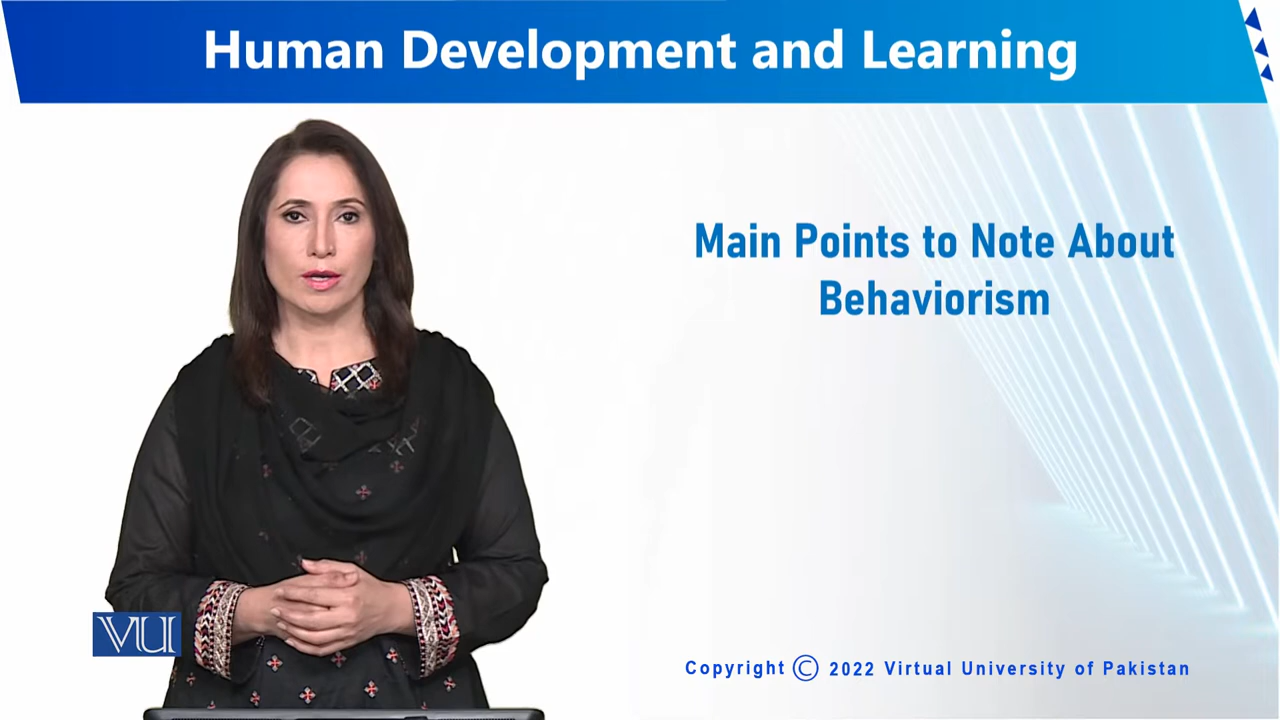 Human Development and Learning
Main Points to Note About
Behaviorism
VU
Copyright © 2022 Virtual University of Pakistan